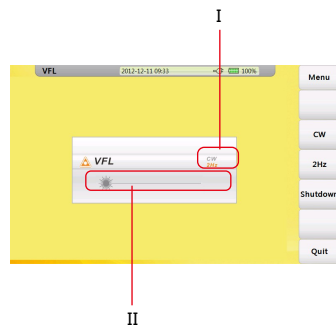 I
VFL 2012-12-11 09:33 100%
Menu
CW
2Hz
Shutdown
Quit
VFL
CW
2Hz
II